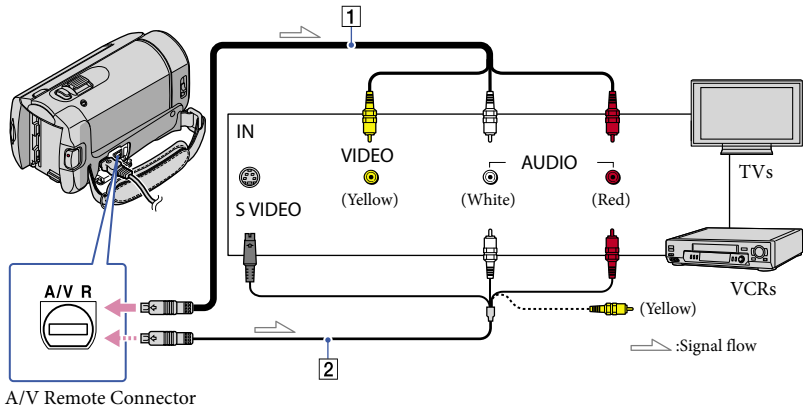 1
IN
VIDEO
AUDIO
(Yellow)
(White)
(Red)
TVs
S VIDEO
VCRs
A/V R
(Yellow)
:Signal flow
2
A/V Remote Connector